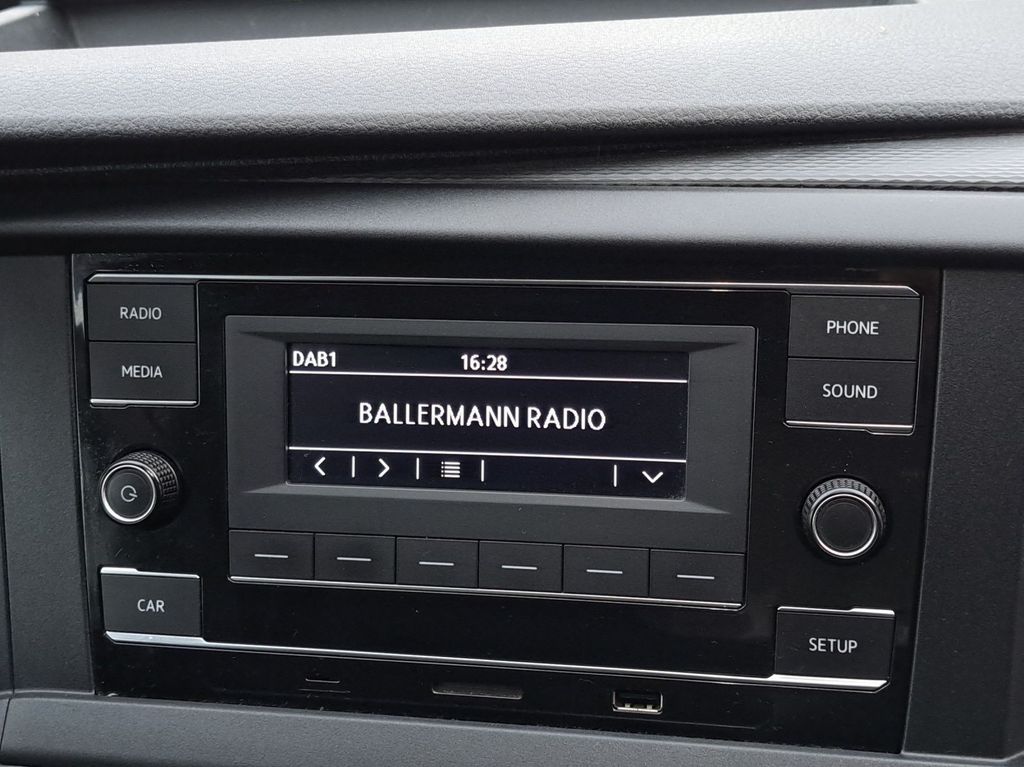 RADIO
MEDIA
DAB1 16:28
BALLERMANN RADIO
PHONE
SOUND
CAR
SETUP